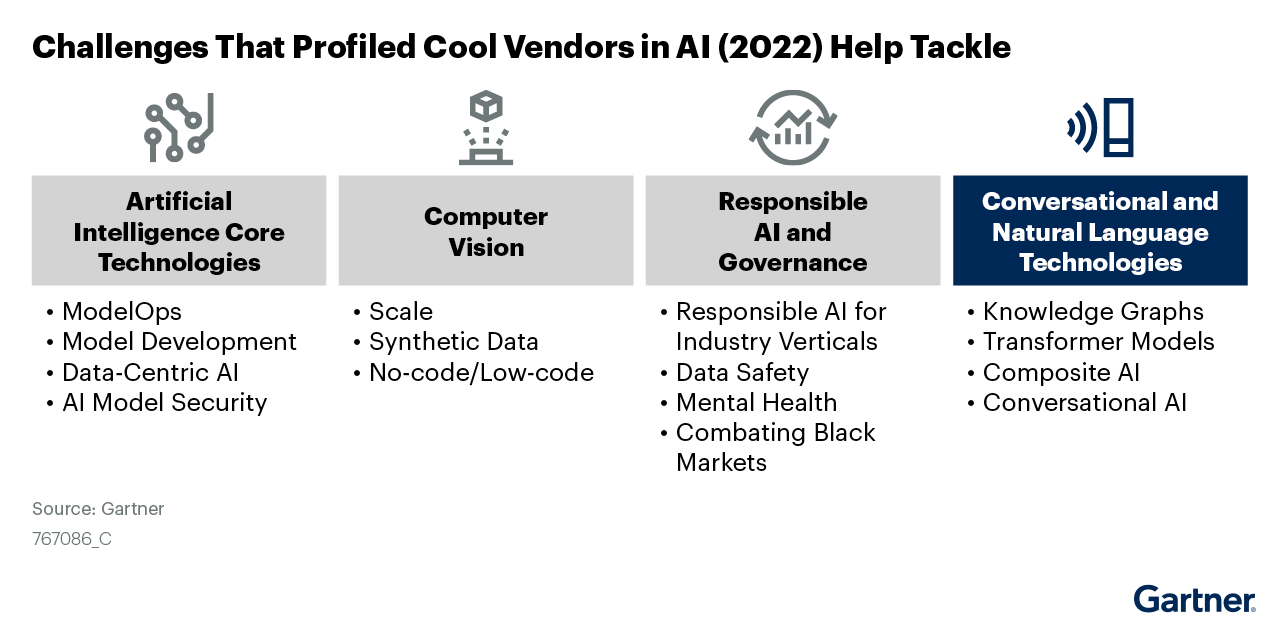 Challenges That Profiled Cool Vendors in AI (2022) Help Tackle
Artificial
Intelligence Core
Technologies
• ModelOps
• Model Development
• Data-Centric AI
• AI Model Security
Computer
Vision
• Scale
• Synthetic Data
• No-code/Low-code
Responsible
AI and
Governance
• Responsible AI for
Industry Verticals
• Data Safety
• Mental Health
• Combating Black
Markets
Conversational and
Natural Language
Technologies
• Knowledge Graphs
• Transformer Models
• Composite AI
• Conversational AI
Source: Gartner
767086_C
Gartner®